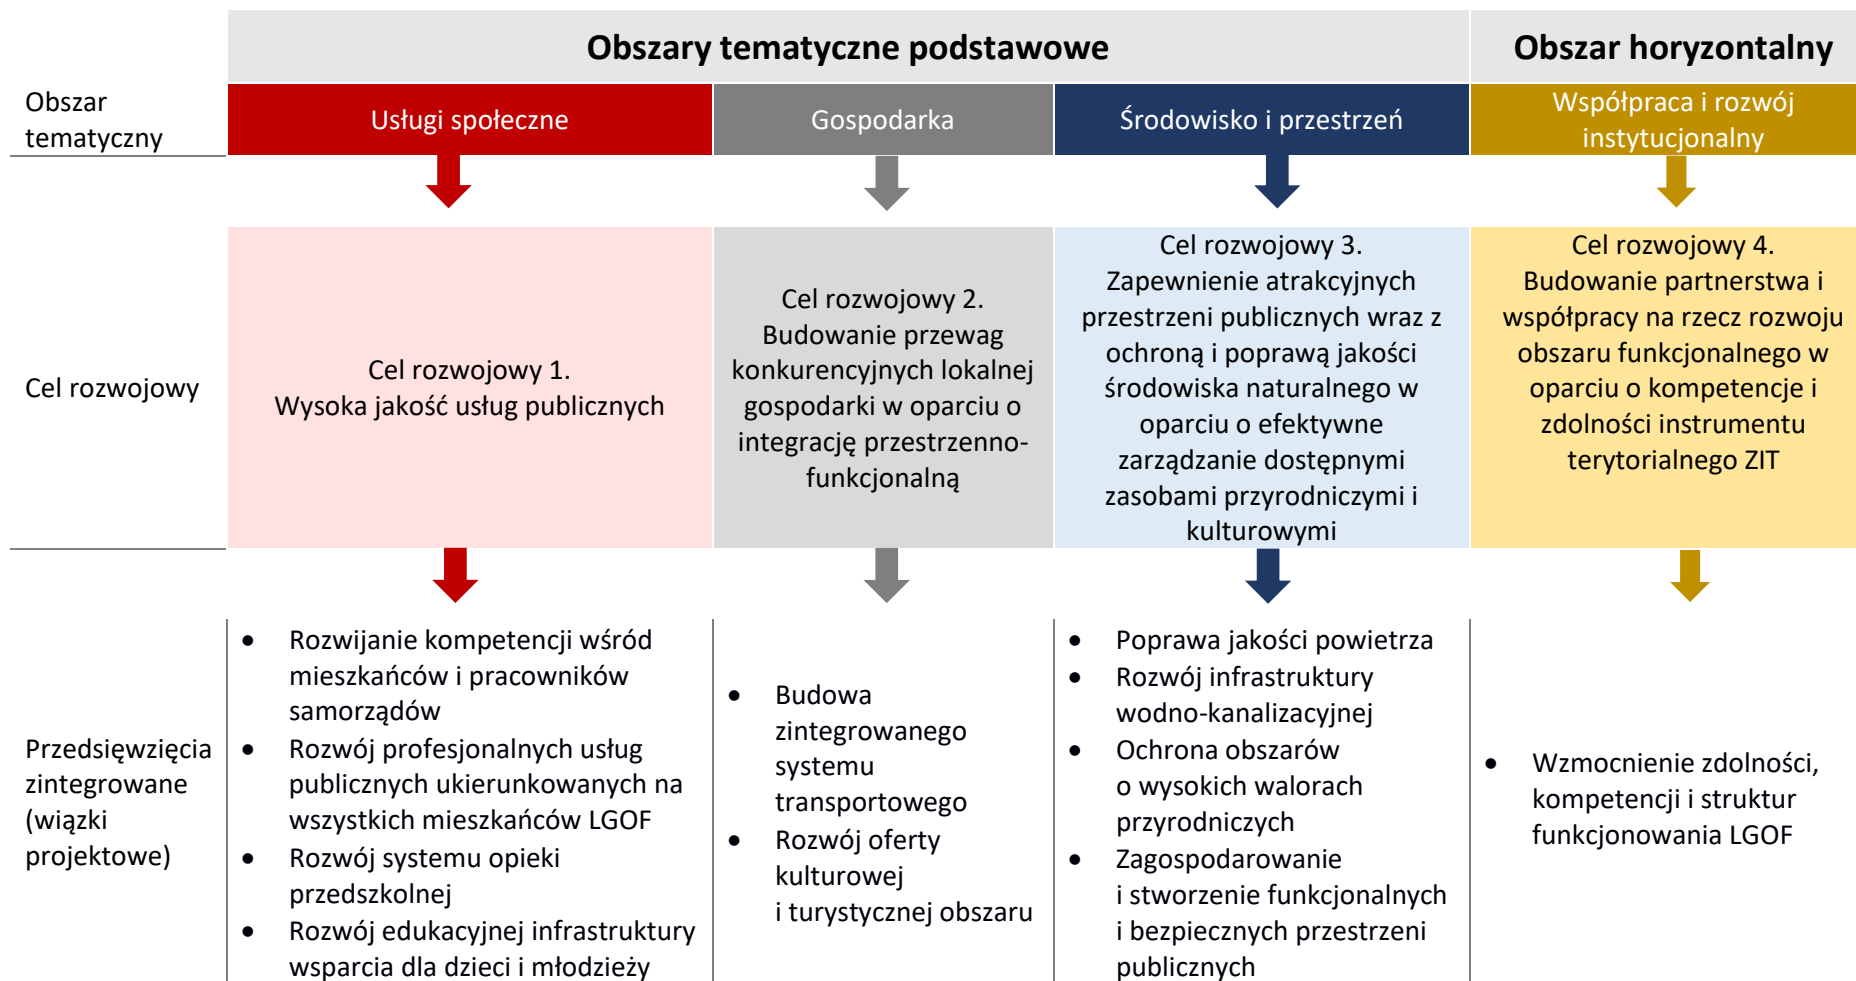 Obszary tematyczne podstawowe
Obszar horyzontalny
Obszar
tematyczny
Usługi społeczne
Gospodarka
Środowisko i przestrzeń
Współpraca i rozwój
instytucjonalny
Cel rozwojowy
Cel rozwojowy 1.
Wysoka jakość usług publicznych
Cel rozwojowy 2.
Budowanie przewag
konkurencyjnych lokalnej
gospodarki w oparciu o
integrację przestrzenno-
funkcjonalną
Cel rozwojowy 3.
Zapewnienie atrakcyjnych
przestrzeni publicznych wraz z
ochroną i poprawą jakości
środowiska naturalnego w
oparciu o efektywne
zarządzanie dostępnymi
zasobami przyrodniczymi i
kulturowymi
Cel rozwojowy 4.
Budowanie partnerstwa i
współpracy na rzecz rozwoju
obszaru funkcjonalnego w
oparciu o kompetencje i
zdolności instrumentu
terytorialnego ZIT
Przedsięwzięcia
zintegrowane
(wiązki
projektowe)
• Rozwijanie kompetencji wśród
mieszkańców i pracowników
samorządów
• Rozwój profesjonalnych usług
publicznych ukierunkowanych na
wszystkich mieszkańców LGOF
• Rozwój systemu opieki
przedszkolnej
• Rozwój edukacyjnej infrastruktury
wsparcia dla dzieci i młodzieży
• Budowa
zintegrowanego
systemu
transportowego
• Rozwój oferty
kulturowej
i turystycznej obszaru
• Poprawa jakości powietrza
• Rozwój infrastruktury
wodno-kanalizacyjnej
• Ochrona obszarów
o wysokich walorach
przyrodniczych
• Zagospodarowanie
i stworzenie funkcjonalnych
i bezpiecznych przestrzeni
publicznych
• Wzmocnienie zdolności,
kompetencji i struktur
funkcjonowania LGOF